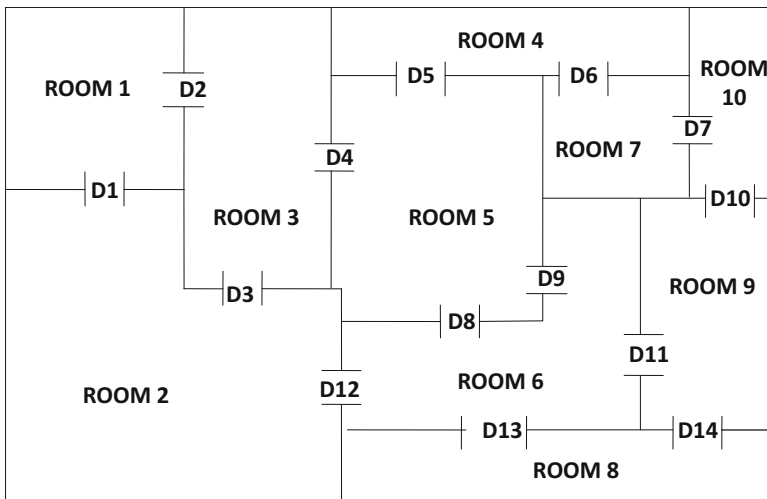 ROOM 4
D5
D6
ROOM 1
D2
ROOM
10
D7
D4
ROOM 7
D1
D10
ROOM 3
ROOM 5
D3
D9
ROOM 9
D8
D11
ROOM 2
D12
ROOM 6
D13
D14
ROOM 8